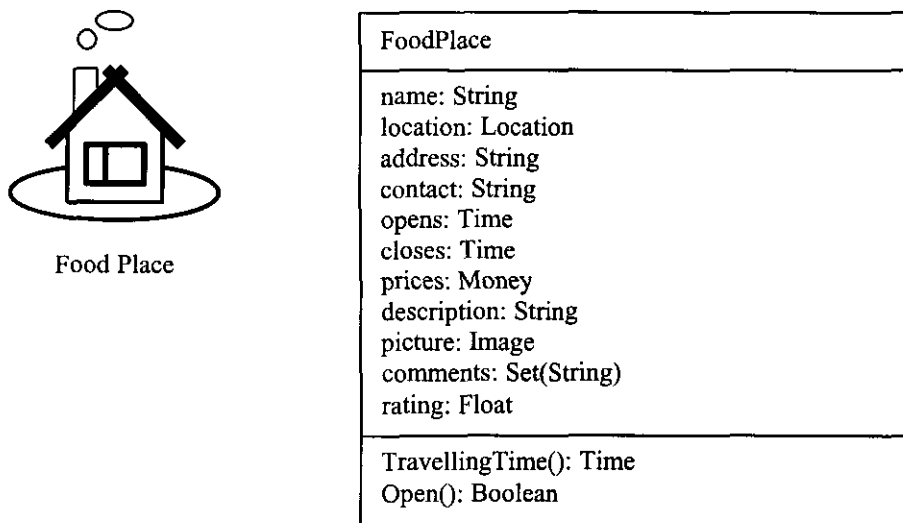 Food Place
FoodPlace
name: String
location: Location
address: String
contact: String
opens: Time
closes: Time
prices: Money
description: String
picture: Image
comments: Set(String)
rating: Float
TravellingTime(): Time
Open(): Boolean